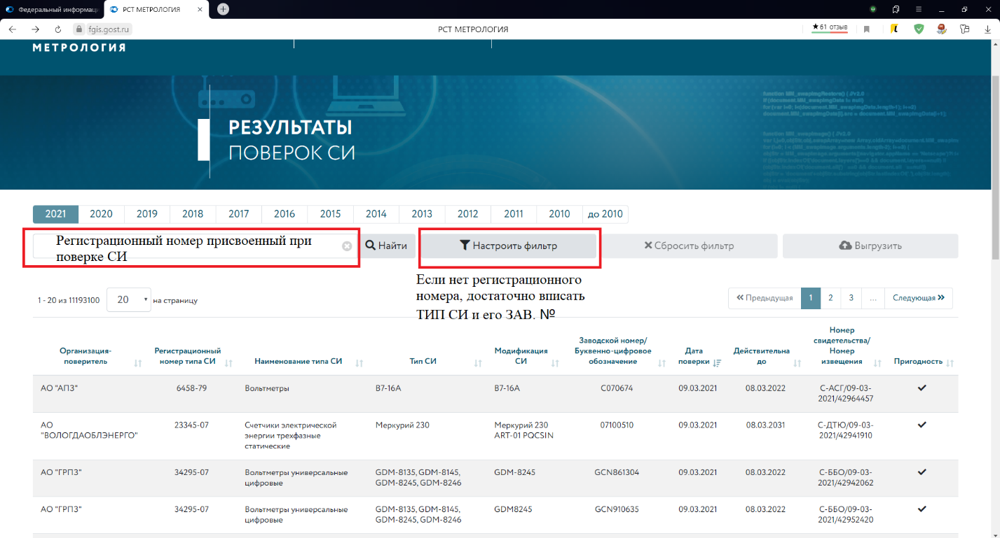 Федеральный информаци
РСТ МЕТРОЛОГИЯ
fgis.gost.ru
РСТ МЕТРОЛОГИЯ
★61 отзыв
МЕТРОЛОГИЯ
РЕЗУЛЬТАТЫ
ПОВЕРОК СИ
2021 2020 2019 2018 2017 2016 2015 2014 2013 2012 2011 2010 до 2010
Регистрационный номер присвоенный при
поверке СИ
Найти
Настроить фильтр
Сбросить фильтр
Выгрузить
Если нет регистрационного
номера, достаточно вписать
ТИП СИ и его ЗАВ. №
1 - 20 из 11193100 20 на страницу
Предыдущая 1 2 3 ... Следующая
Организация-
поверитель
Регистрационный
номер типа СИ
Наименование типа СИ
Тип СИ
Модификация
СИ
Заводской номер/
Буквенно-цифровое
обозначение
Дата
поверки
Действительна
до
Номер
свидетельства/
Номер
извещения
Пригодность
АО "АПЗ"
6458-79
Вольтметры
В7-16А
В7-16А
С070674
09.03.2021
08.03.2022
С-АСГ/09-03-
2021/42964457
АО
"ВОЛОГДАОБЛЭНЕРГО"
23345-07
Счетчики электрической
энергии трехфазные
статические
Меркурий 230
Меркурий 230
ART-01 PQCSIN
07100510
09.03.2021
08.03.2031
С-ДТЮ/09-03-
2021/42941910
АО "ГРПЗ"
34295-07
Вольтметры универсальные
цифровые
GDM-8135, GDM-8145,
GDM-8245, GDM-8246
GDM-8245
GCN861304
09.03.2021
08.03.2022
С-ББО/09-03-
2021/42942062
АО "ГРПЗ"
34295-07
Вольтметры универсальные
цифровые
GDM-8135, GDM-8145,
GDM-8245, GDM-8246
GDM8245
GCN910635
09.03.2021
08.03.2022
С-ББО/09-03-
2021/42952420